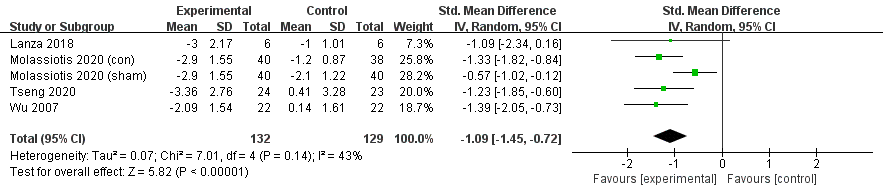 Experimental Control Std. Mean Difference Std. Mean Difference
Study or Subgroup Mean SD Total Mean SD Total Weight IV, Random, 95% CI IV, Random, 95% CI
Lanza 2018 -3 2.17 6 -1 1.01 6 7.3% -1.09 [-2.34, 0.16]
Molassiotis 2020 (con) -2.9 1.55 40 -1.2 0.87 38 25.8% -1.33 [-1.82, -0.84]
Molassiotis 2020 (sham) -2.9 1.55 40 -2.1 1.22 40 28.2% -0.57 [-1.02, -0.12]
Tseng 2020 -3.36 2.76 24 0.41 3.28 23 20.0% -1.23 [-1.85, -0.60]
Wu 2007 -2.09 1.54 22 0.14 1.61 22 18.7% -1.39 [-2.05, -0.73]
Total (95% CI) 132 129 100.0% -1.09 [-1.45, -0.72]
Heterogeneity: Tau² = 0.07; Chi² = 7.01, df = 4 (P = 0.14); I² = 43%
Test for overall effect: Z = 5.82 (P < 0.00001)
-2 -1 0 1 2
Favours [experimental] Favours [control]